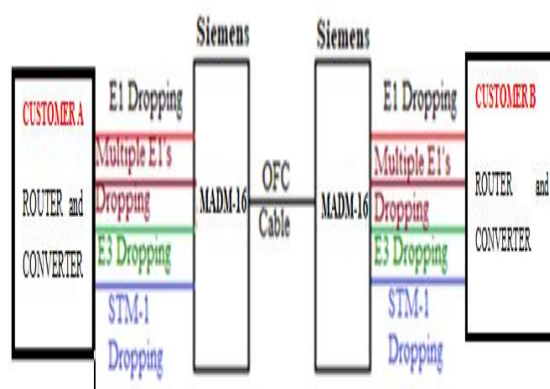 Siemens
Siemens
CUSTOMER A
ROUTER and
CONVERTER
E1 Dropping
Multiple E1's
Dropping
E3 Dropping
STM-1
Dropping
MADM-16
OFC
Cable
MADM-16
E1 Dropping
Multiple E1's
Dropping
E3 Dropping
STM-1
Dropping
CUSTOMER B
ROUTER and
CONVERTER